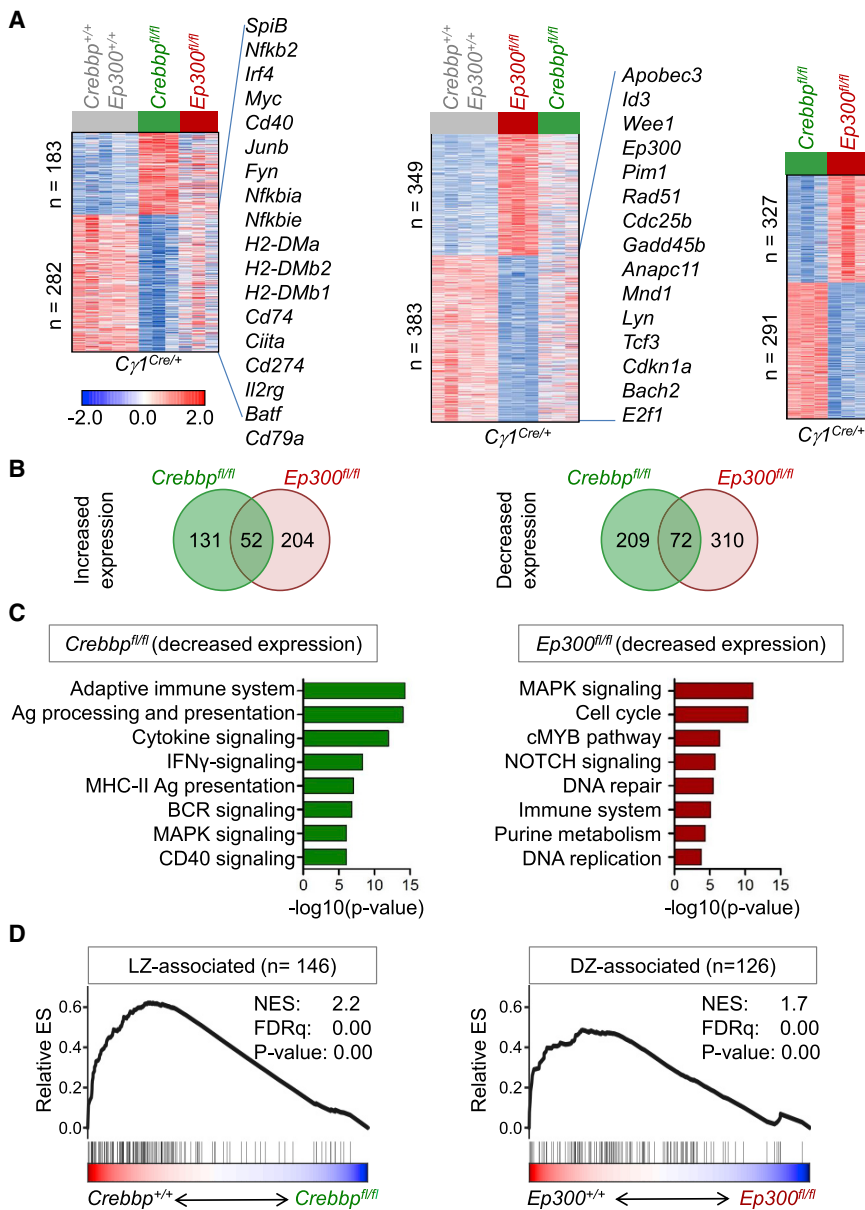 A
Crebbp+/+
Ep300+/+
Crebbpfl/fl
Ep300fl/fl
n = 183
n = 282
Cγ1Cre/+
-2.0 0.0 2.0
SpiB
Nfkb2
Irf4
Myc
Cd40
Junb
Fyn
Nfkbia
Nfkbie
H2-DMa
H2-DMb2
H2-DMb1
Cd74
Ciita
Cd274
Il2rg
Batf
Cd79a
Crebbp+/+
Ep300+/+
Ep300fl/fl
Crebbpfl/fl
n = 349
n = 383
Cγ1Cre/+
Apobec3
Id3
Wee1
Ep300
Pim1
Rad51
Cdc25b
Gadd45b
Anapc11
Mnd1
Lyn
Tcf3
Cdkn1a
Bach2
E2f1
Crebbpfl/fl
Ep300fl/fl
n = 327
n = 291
Cγ1Cre/+
B
Increased
expression
Crebbpfl/fl Ep300fl/fl
131 52 204
Decreased
expression
Crebbpfl/fl Ep300fl/fl
209 72 310
C
Crebbpfl/fl (decreased expression)
Adaptive immune system
Ag processing and presentation
Cytokine signaling
IFNγ-signaling
MHC-II Ag presentation
BCR signaling
MAPK signaling
CD40 signaling
0 5 10 15
-log10(p-value)
Ep300fl/fl (decreased expression)
MAPK signaling
Cell cycle
cMYB pathway
NOTCH signaling
DNA repair
Immune system
Purine metabolism
DNA replication
0 5 10 15
-log10(p-value)
D
LZ-associated (n= 146)
Relative ES
0.6
0.4
0.2
0.0
NES: 2.2
FDRq: 0.00
P-value: 0.00
Crebbp+/+ Crebbpfl/fl
DZ-associated (n=126)
Relative ES
0.6
0.4
0.2
0.0
NES: 1.7
FDRq: 0.00
P-value: 0.00
Ep300+/+ Ep300fl/fl